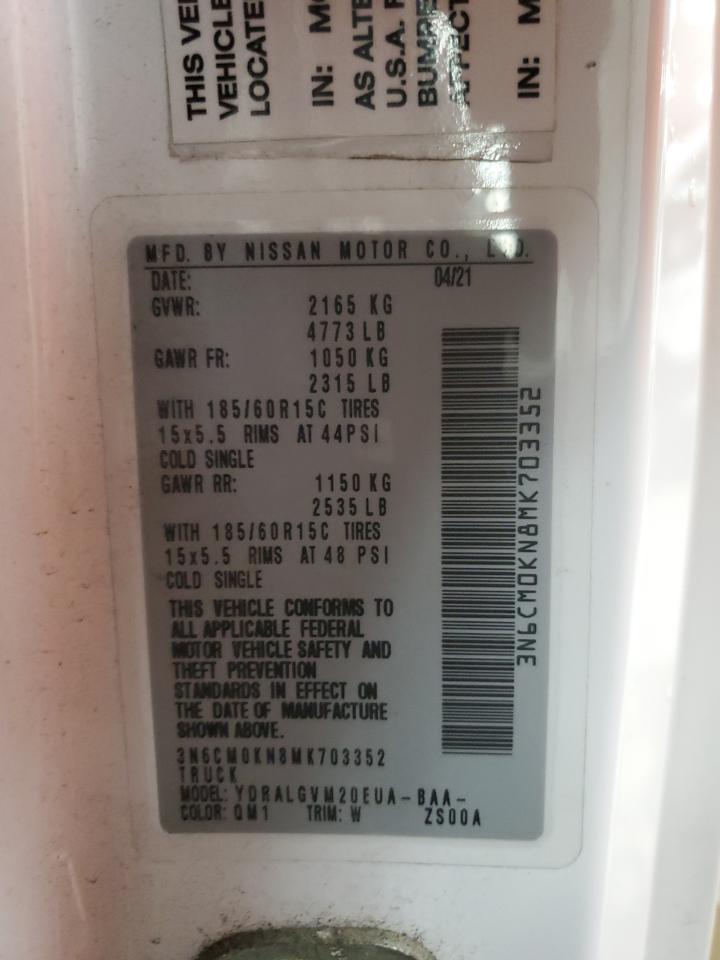 THIS VE
VEHICLE
LOCATE
IN: M
AS ALTE
U.S.A.
BUMPE
AFFECT
IN: M
MFD. BY NISSAN MOTOR CO., LTD.
DATE: 04/21
GVWR: 2165 KG
4773 LB
GAWR FR: 1050 KG
2315 LB
WITH 185/60R15C TIRES
15x5.5 RIMS AT 44PSI
COLD SINGLE
GAWR RR: 1150 KG
2535 LB
WITH 185/60R15C TIRES
15x5.5 RIMS AT 48 PSI
COLD SINGLE
THIS VEHICLE CONFORMS TO
ALL APPLICABLE FEDERAL
MOTOR VEHICLE SAFETY AND
THEFT PREVENTION
STANDARDS IN EFFECT ON
THE DATE OF MANUFACTURE
SHOWN ABOVE.
3N6CM0KN8MK703352
TRUCK
MODEL: YDRALGVM20EUA-BAA-
COLOR: QM1 TRIM: W ZS00A
3N6CM0KN8MK703352